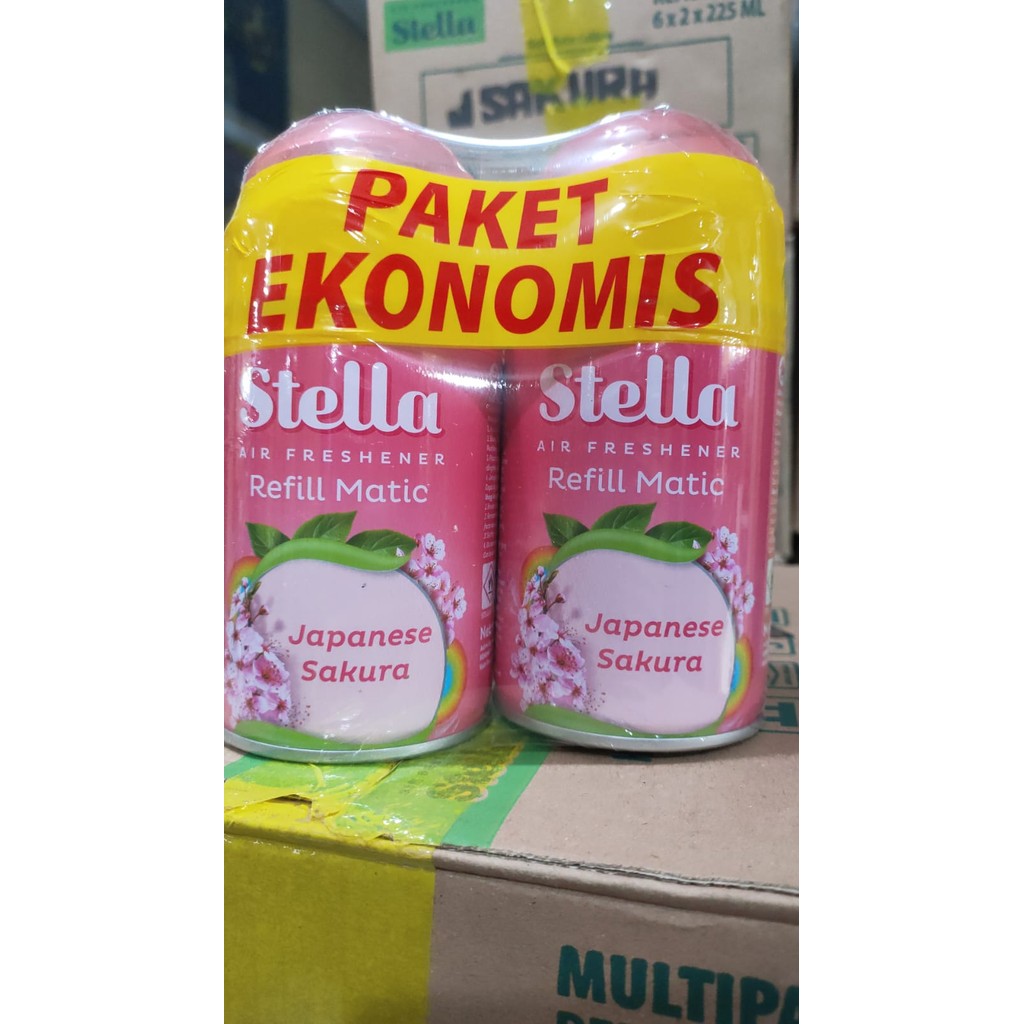 Stella
6 x 2 x 225 ML
J SAKURA
PAKET
EKONOMIS
Stella
AIR FRESHENER
Refill Matic
Japanese
Sakura
Stella
AIR FRESHENER
Refill Matic
Japanese
Sakura
Net